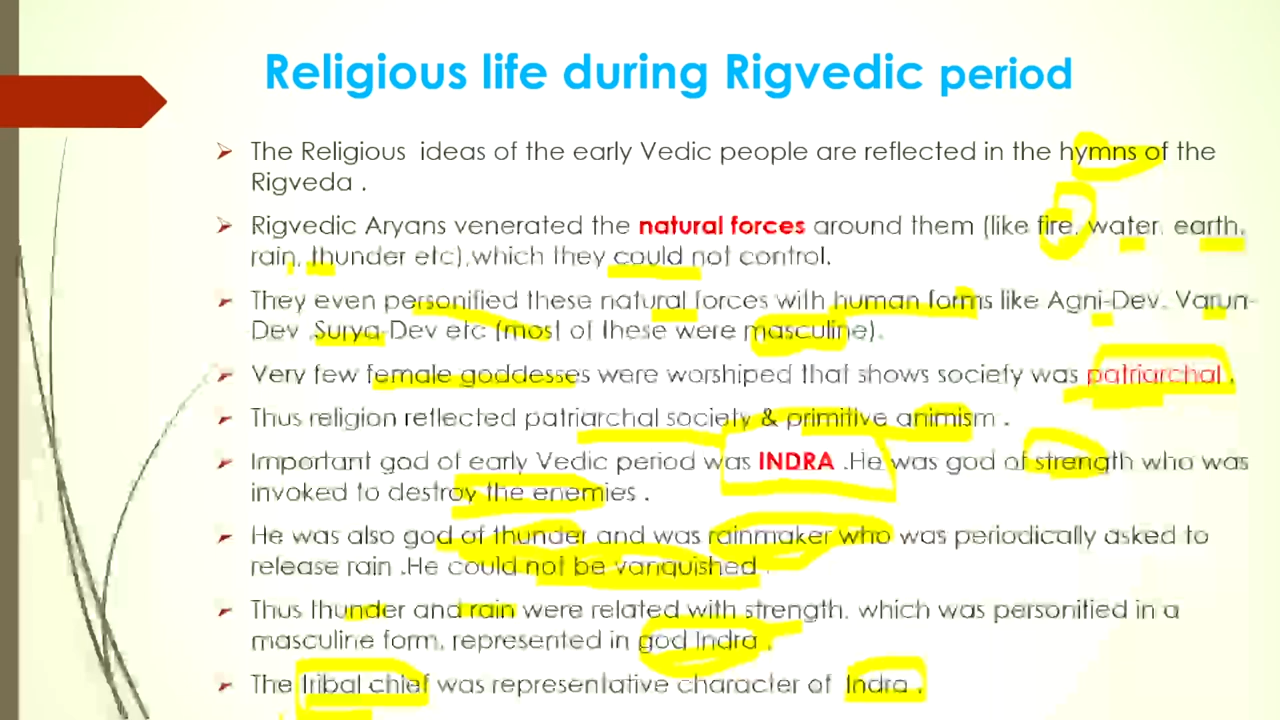 Religious life during Rigvedic period
The Religious ideas of the early Vedic people are reflected in the hymns of the
Rigveda .
Rigvedic Aryans venerated the natural forces around them (like fire, water, earth,
rain, thunder etc),which they could not control.
They even personified these natural forces with human forms like Agni-Dev, Varun-
Dev ,Surya-Dev etc (most of these were masculine).
Very few female goddesses were worshiped that shows society was patriarchal .
Thus religion reflected patriarchal society & primitive animism .
Important god of early Vedic period was INDRA .He was god of strength who was
invoked to destroy the enemies .
He was also god of thunder and was rainmaker who was periodically asked to
release rain .He could not be vanquished .
Thus thunder and rain were related with strength, which was personified in a
masculine form, represented in god Indra .
The Tribal chief was representative character of Indra .